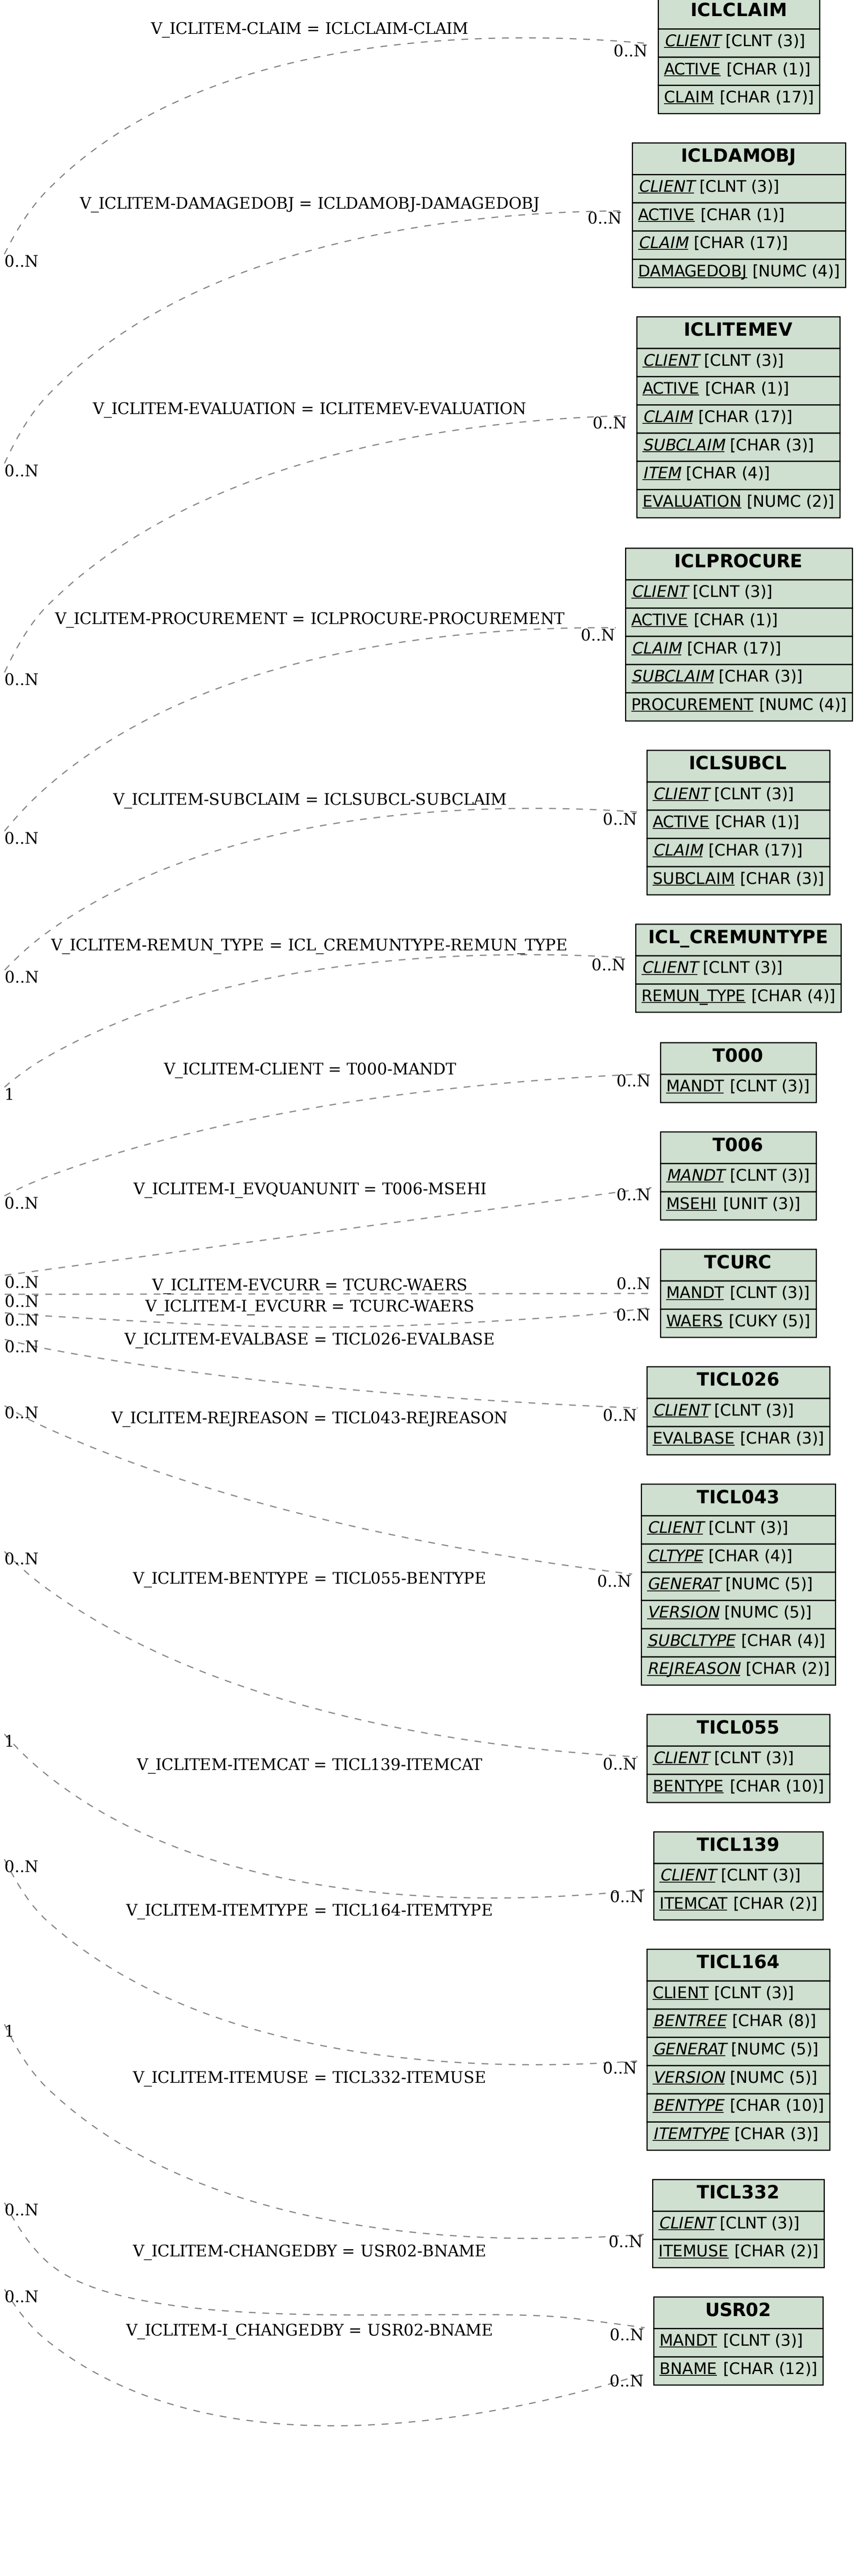 ICLCLAIM
V_ICLITEM-CLAIM = ICLCLAIM-CLAIM
CLIENT [CLNT (3)]
0..N
ACTIVE [CHAR (1)]
CLAIM [CHAR (17)]
ICLDAMOBJ
CLIENT [CLNT (3)]
V_ICLITEM-DAMAGEDOBJ = ICLDAMOBJ-DAMAGEDOBJ
0..N
ACTIVE [CHAR (1)]
CLAIM [CHAR (17)]
0..N
DAMAGEDOBJ [NUMC (4)]
ICLITEMEV
CLIENT [CLNT (3)]
ACTIVE [CHAR (1)]
V_ICLITEM-EVALUATION = ICLITEMEV-EVALUATION
0..N
CLAIM [CHAR (17)]
SUBCLAIM [CHAR (3)]
0..N
ITEM [CHAR (4)]
EVALUATION [NUMC (2)]
ICLPROCURE
CLIENT [CLNT (3)]
V_ICLITEM-PROCUREMENT = ICLPROCURE-PROCUREMENT
ACTIVE [CHAR (1)]
0..N
CLAIM [CHAR (17)]
0..N
SUBCLAIM [CHAR (3)]
PROCUREMENT [NUMC (4)]
ICLSUBCL
V_ICLITEM-SUBCLAIM = ICLSUBCL-SUBCLAIM
CLIENT [CLNT (3)]
0..N
ACTIVE [CHAR (1)]
0..N
CLAIM [CHAR (17)]
SUBCLAIM [CHAR (3)]
ICL_CREMUNTYPE
V_ICLITEM-REMUN_TYPE = ICL_CREMUNTYPE-REMUN_TYPE
0..N
CLIENT [CLNT (3)]
0..N
REMUN_TYPE [CHAR (4)]
T000
V_ICLITEM-CLIENT = T000-MANDT
0..N
MANDT [CLNT (3)]
1
T006
MANDT [CLNT (3)]
V_ICLITEM-I_EVQUANUNIT = T006-MSEHI
0..N
0..N
MSEHI [UNIT (3)]
TCURC
0..N
V_ICLITEM-EVCURR = TCURC-WAERS
0..N
MANDT [CLNT (3)]
0..N
V_ICLITEM-I_EVCURR = TCURC-WAERS
0..N
0..N
WAERS [CUKY (5)]
V_ICLITEM-EVALBASE = TICL026-EVALBASE
0..N
TICL026
CLIENT [CLNT (3)]
0..N
V_ICLITEM-REJREASON = TICL043-REJREASON
0..N
EVALBASE [CHAR (3)]
TICL043
CLIENT [CLNT (3)]
CLTYPE [CHAR (4)]
0..N
V_ICLITEM-BENTYPE = TICL055-BENTYPE
0..N
GENERAT [NUMC (5)]
VERSION [NUMC (5)]
SUBCLTYPE [CHAR (4)]
REJREASON [CHAR (2)]
TICL055
1
CLIENT [CLNT (3)]
V_ICLITEM-ITEMCAT = TICL139-ITEMCAT
0..N
BENTYPE [CHAR (10)]
TICL139
0..N
CLIENT [CLNT (3)]
0..N
ITEMCAT [CHAR (2)]
V_ICLITEM-ITEMTYPE = TICL164-ITEMTYPE
TICL164
CLIENT [CLNT (3)]
BENTREE [CHAR (8)]
1
GENERAT [NUMC (5)]
0..N
V_ICLITEM-ITEMUSE = TICL332-ITEMUSE
VERSION [NUMC (5)]
BENTYPE [CHAR (10)]
ITEMTYPE [CHAR (3)]
TICL332
0..N
CLIENT [CLNT (3)]
0..N
V_ICLITEM-CHANGEDBY = USR02-BNAME
ITEMUSE [CHAR (2)]
0..N
USR02
V_ICLITEM-I_CHANGEDBY = USR02-BNAME
0..N
MANDT [CLNT (3)]
BNAME [CHAR (12)]
0..N